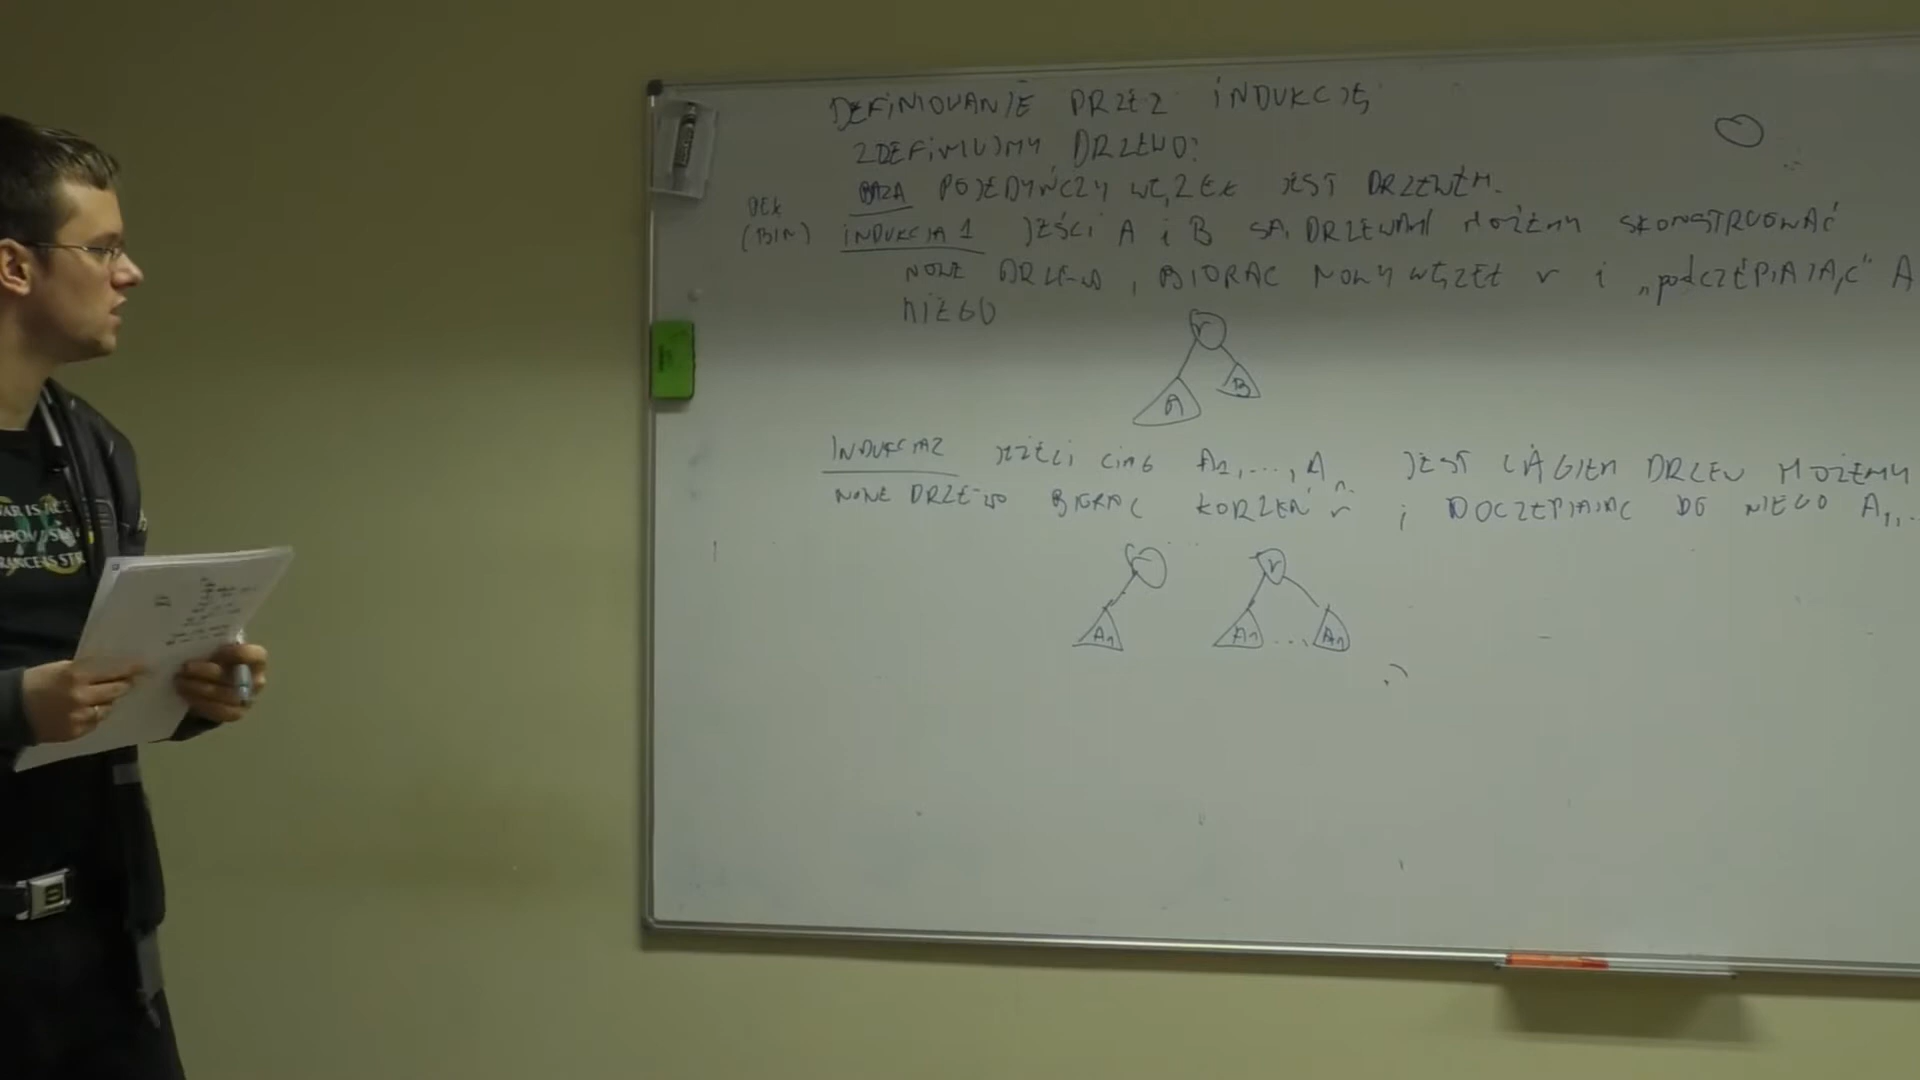 DEFINIOWANIE PRZEZ INDUKCJĘ
ZDEFINIUJMY DRZEWO:
BAZA POJEDYŃCZY WĘZEŁ JEST DRZEWEM.
(BIN) INDUKCJA 1 JEŚLI A i B SĄ DRZEWAMI MOŻEMY SKONSTRUOWAĆ
NOWE DRZEWO, BIORĄC NOWY WĘZEŁ r i „podCZEPIAJĄC" A
NIEGO
r
A B
INDUKCJA 2 JEŻELI CIĄG A1, ..., An JEST CIĄGIEM DRZEW MOŻEMY
NOWE DRZEWO BIORĄC KORZEŃ r i DOCZEPIAJĄC DO NIEGO A1, ..
r r
A1 A1 ... An